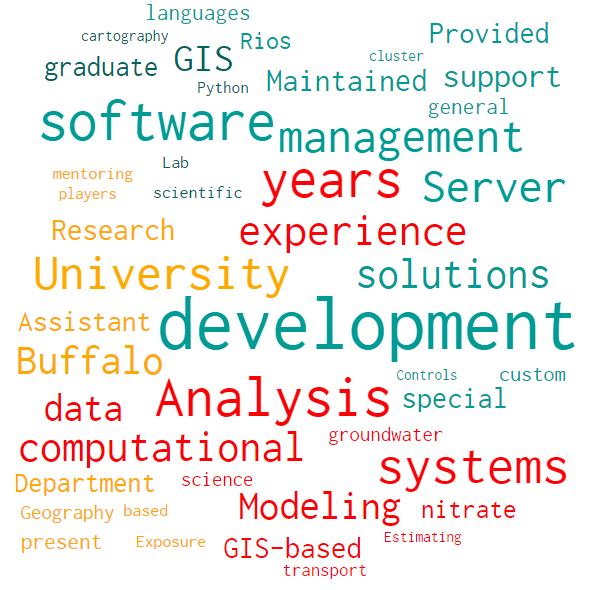 languages
cartography
Rios
Provided
graduate
GIS
cluster
Python
Maintained
support
general
software
management
Lab
mentoring
players
scientific
years
Server
Research
experience
University
solutions
Assistant
development
Buffalo
Controls
custom
data
Analysis
special
computational
groundwater
systems
Department
science
Geography
based
Modeling
nitrate
present
Exposure
GIS-based
Estimating
transport